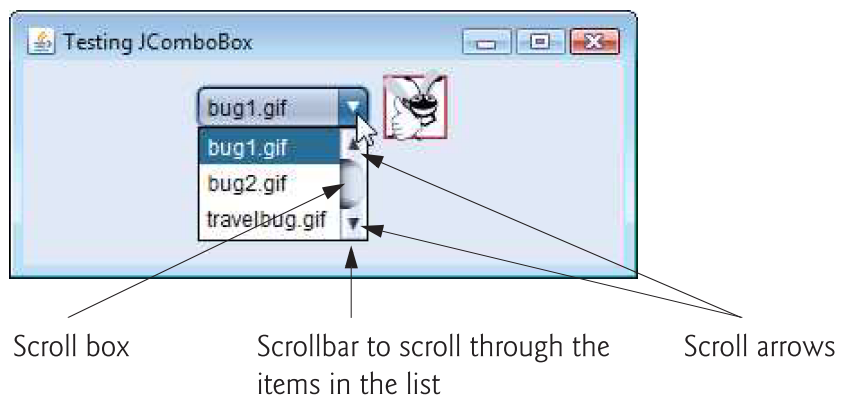 Testing JComboBox
bug1.gif
bug1.gif
bug2.gif
travelbug.gif
Scroll box
Scrollbar to scroll through the
items in the list
Scroll arrows